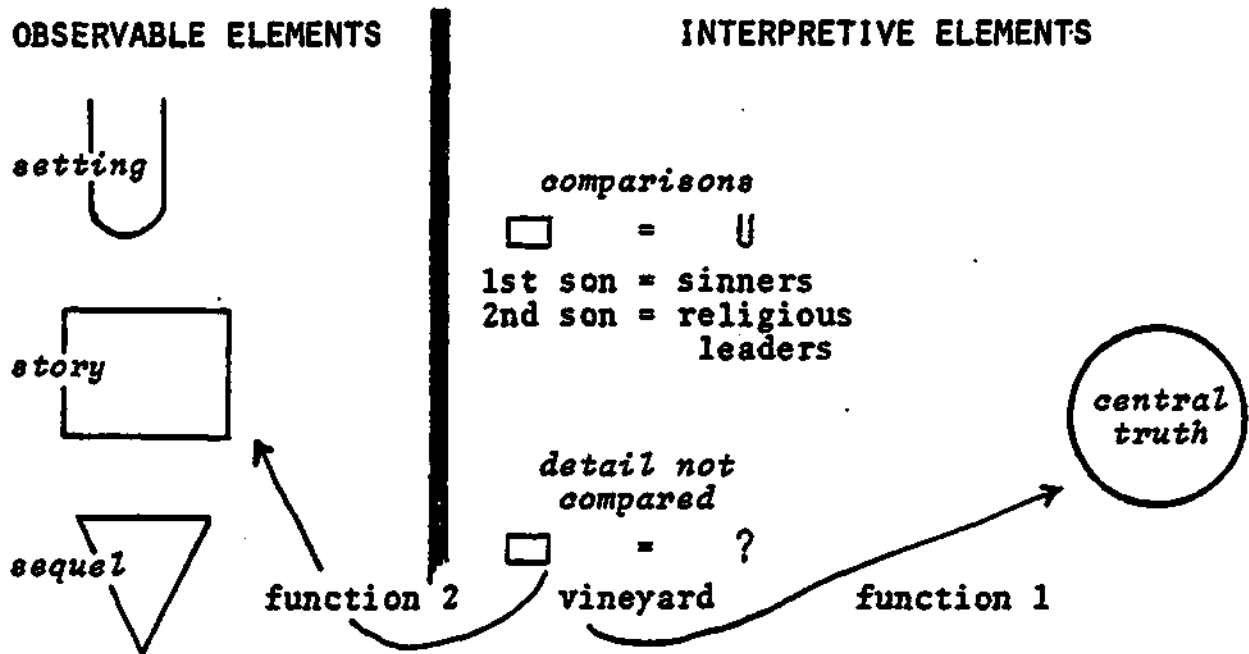 OBSERVABLE ELEMENTS
setting
story
sequel
INTERPRETIVE ELEMENTS
comparisons
=
1st son = sinners
2nd son = religious
leaders
detail not
compared
= ?
function 2
vineyard
function 1
central
truth